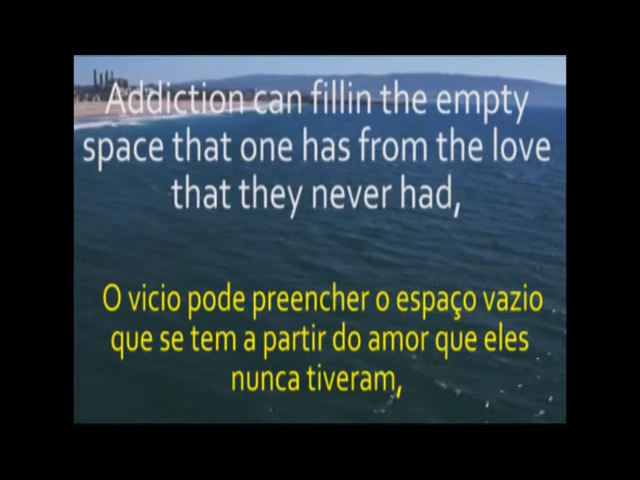 Addiction can fillin the empty
space that one has from the love
that they never had,
O vicio pode preencher o espaço vazio
que se tem a partir do amor que eles
nunca tiveram,